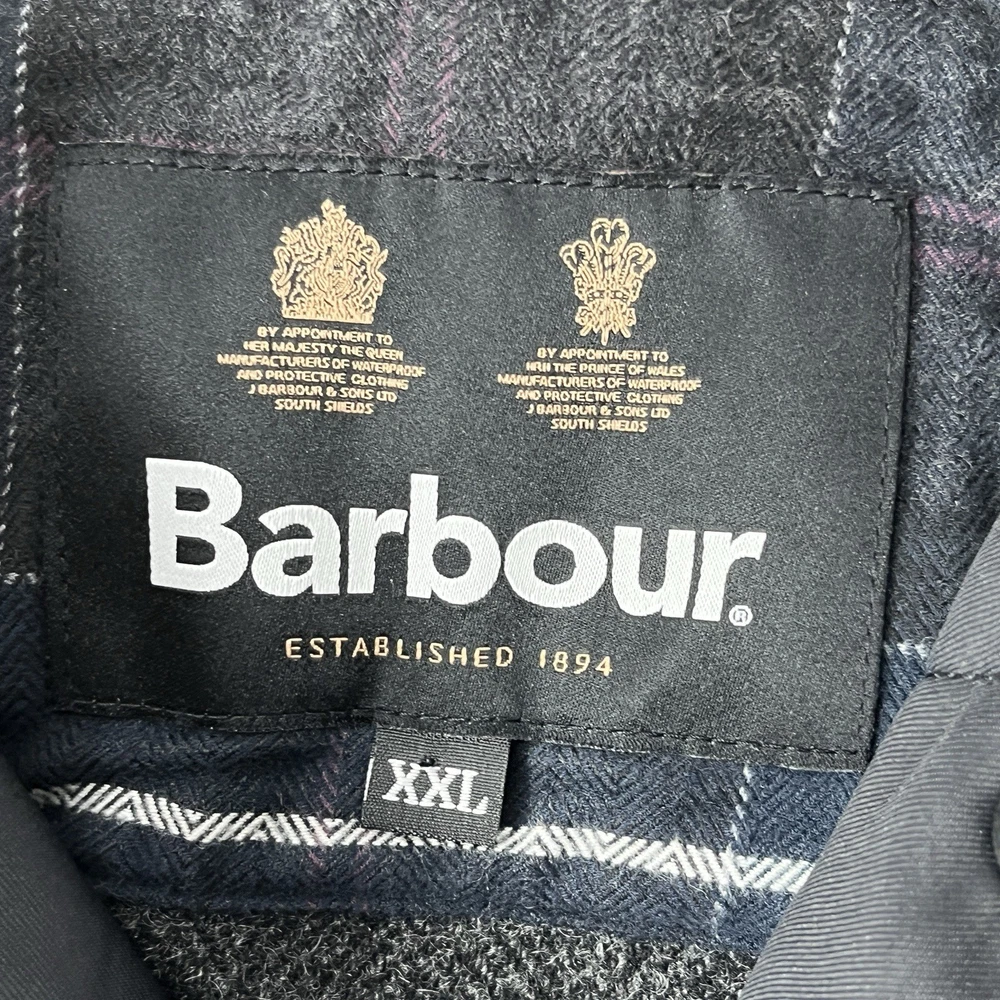 BY APPOINTMENT TO
HER MAJESTY THE QUEEN
MANUFACTURERS OF WATERPROOF
AND PROTECTIVE CLOTHING
J BARBOUR & SONS LTD
SOUTH SHIELDS
BY APPOINTMENT TO
HRH THE PRINCE OF WALES
MANUFACTURERS OF WATERPROOF
AND PROTECTIVE CLOTHING
J BARBOUR & SONS LTD
SOUTH SHIELDS
Barbour®
ESTABLISHED 1894
XXL